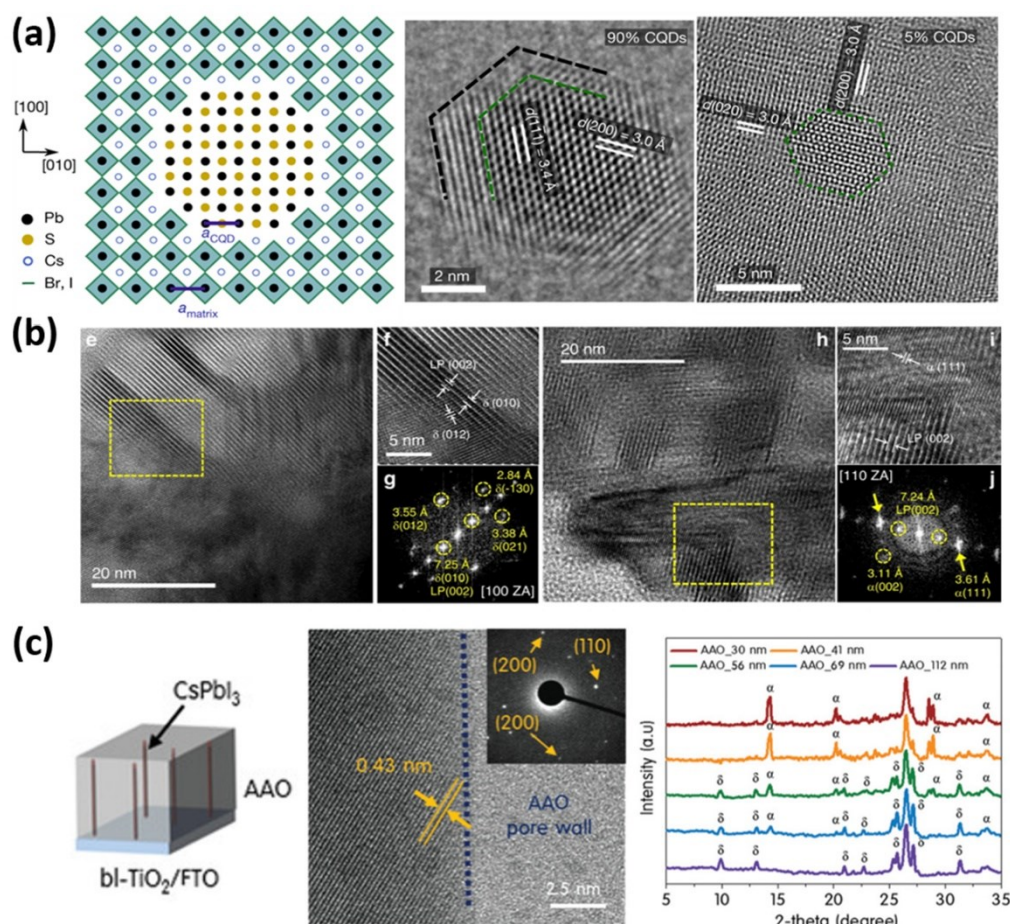 (a)
[100]
[010]
Pb
S
Cs
Br, I
aCQD
amatrix
90% CQDs
d(111) = 3.4 Å
d(200) = 3.0 Å
2 nm
5% CQDs
d(020) = 3.0 Å
d(200) = 3.0 Å
5 nm
(b)
e
20 nm
f
LP (002)
δ (010)
δ (012)
5 nm
g
2.84 Å
δ(-130)
3.55 Å
δ(012)
3.38 Å
δ(021)
7.25 Å
δ(010)
LP(002)
[100 ZA]
20 nm
h
5 nm
i
α (111)
LP (002)
[110 ZA]
j
7.24 Å
LP(002)
3.11 Å
α(002)
3.61 Å
α(111)
(c)
CsPbI3
AAO
bl-TiO2/FTO
0.43 nm
AAO
pore wall
2.5 nm
(200)
(110)
(200)
AAO_30 nm
AAO_41 nm
AAO_56 nm
AAO_69 nm
AAO_112 nm
Intensity (a.u)
α α α α
α α α α
δ δ α α δ δ δ δ α δ α
δ δ α α δ δ δ δ α δ α
δ δ δ δ δ δ δ
5 10 15 20 25 30 35
2-theta (degree)